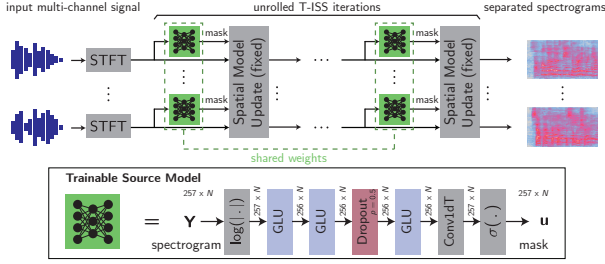 input multi-channel signal
unrolled T-ISS iterations
separated spectrograms
STFT
mask
Spatial Model
Update (fixed)
mask
Spatial Model
Update (fixed)
STFT
mask
mask
shared weights
Trainable Source Model
257 × N
=
Y
spectrogram
log(|.|)
257 × N
GLU
256 × N
GLU
256 × N
Dropout
p = 0.5
256 × N
GLU
256 × N
Conv1dT
257 × N
σ(.)
257 × N
u
mask